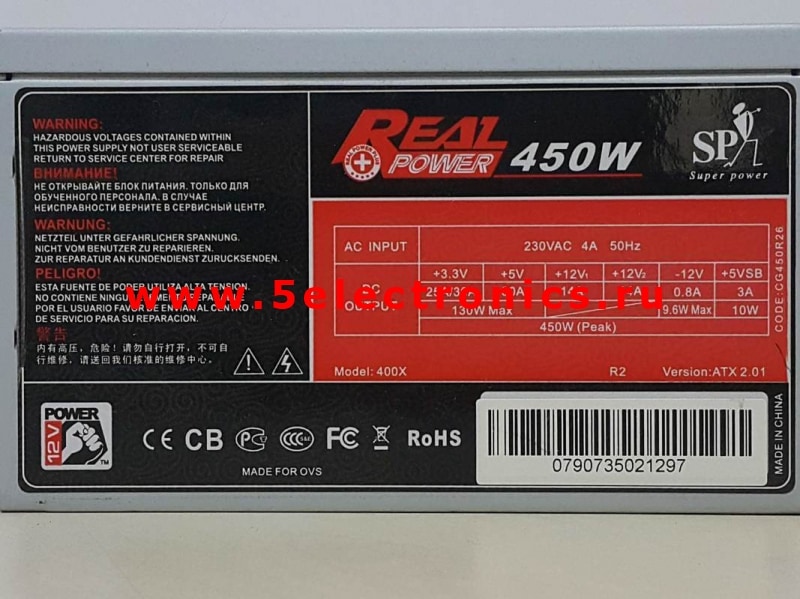 WARNING:
HAZARDOUS VOLTAGES CONTAINED WITHIN
THIS POWER SUPPLY NOT USER SERVICEABLE
RETURN TO SERVICE CENTER FOR REPAIR
ВНИМАНИЕ!
НЕ ОТКРЫВАЙТЕ БЛОК ПИТАНИЯ. ТОЛЬКО ДЛЯ
ОБУЧЕННОГО ПЕРСОНАЛА. В СЛУЧАЕ
НЕИСПРАВНОСТИ ВЕРНИТЕ В СЕРВИСНЫЙ ЦЕНТР.
WARNUNG:
NETZTEIL UNTER GEFAHRLICHER SPANNUNG.
NICHT VOM BENUTZER ZU REPARIEREN.
ZUR REPARATUR AN KUNDENDIENST ZURUCKSENDEN.
PELIGRO!
ESTA FUENTE DE PODER UTILIZA ALTA TENSION.
NO CONTIENE
POR EL USUARIO FAVOR DE ENVIAR AL CENTRO
DE SERVICIO PARA SU REPARACION.
警告
内有高压，危险！请勿自行打开，不可自
行维修，请送回我们核准的维修中心。
REAL
POWER
450W
SP
Super power
AC INPUT 230VAC 4A 50Hz
DC OUTPUT +3.3V +5V +12V1 +12V2 -12V +5VSB
0.8A 3A
130W Max 9.6W Max 10W
450W (Peak)
Model: 400X R2 Version:ATX 2.01
CODE:CG450R26
www.5electronics.ru
POWER
12V
TM
CE CB PC CCC FC RoHS
MADE FOR OVS
0790735021297
MADE IN CHINA